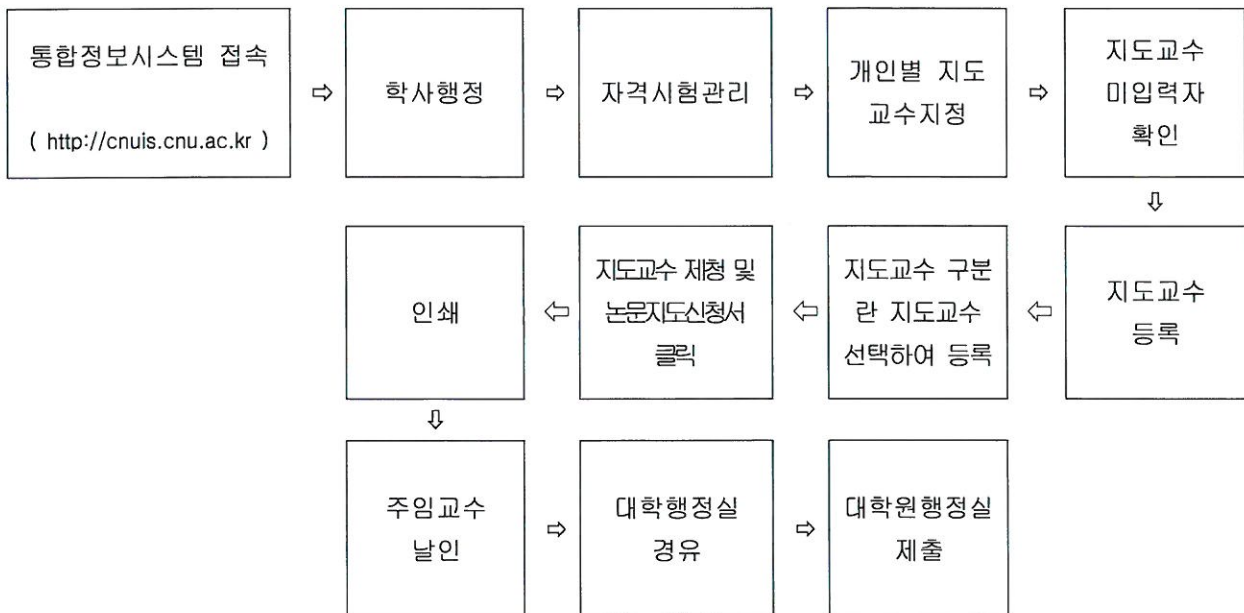 통합정보시스템 접속
( http://cnuis.cnu.ac.kr )
⇨
학사행정
⇨
자격시험관리
⇨
개인별 지도
교수지정
⇨
지도교수
미입력자
확인
⇩
지도교수
등록
⇦
지도교수 구분
란 지도교수
선택하여 등록
⇦
지도교수 제청 및
논문지도신청서
클릭
⇦
인쇄
⇩
주임교수
날인
⇨
대학행정실
경유
⇨
대학원행정실
제출